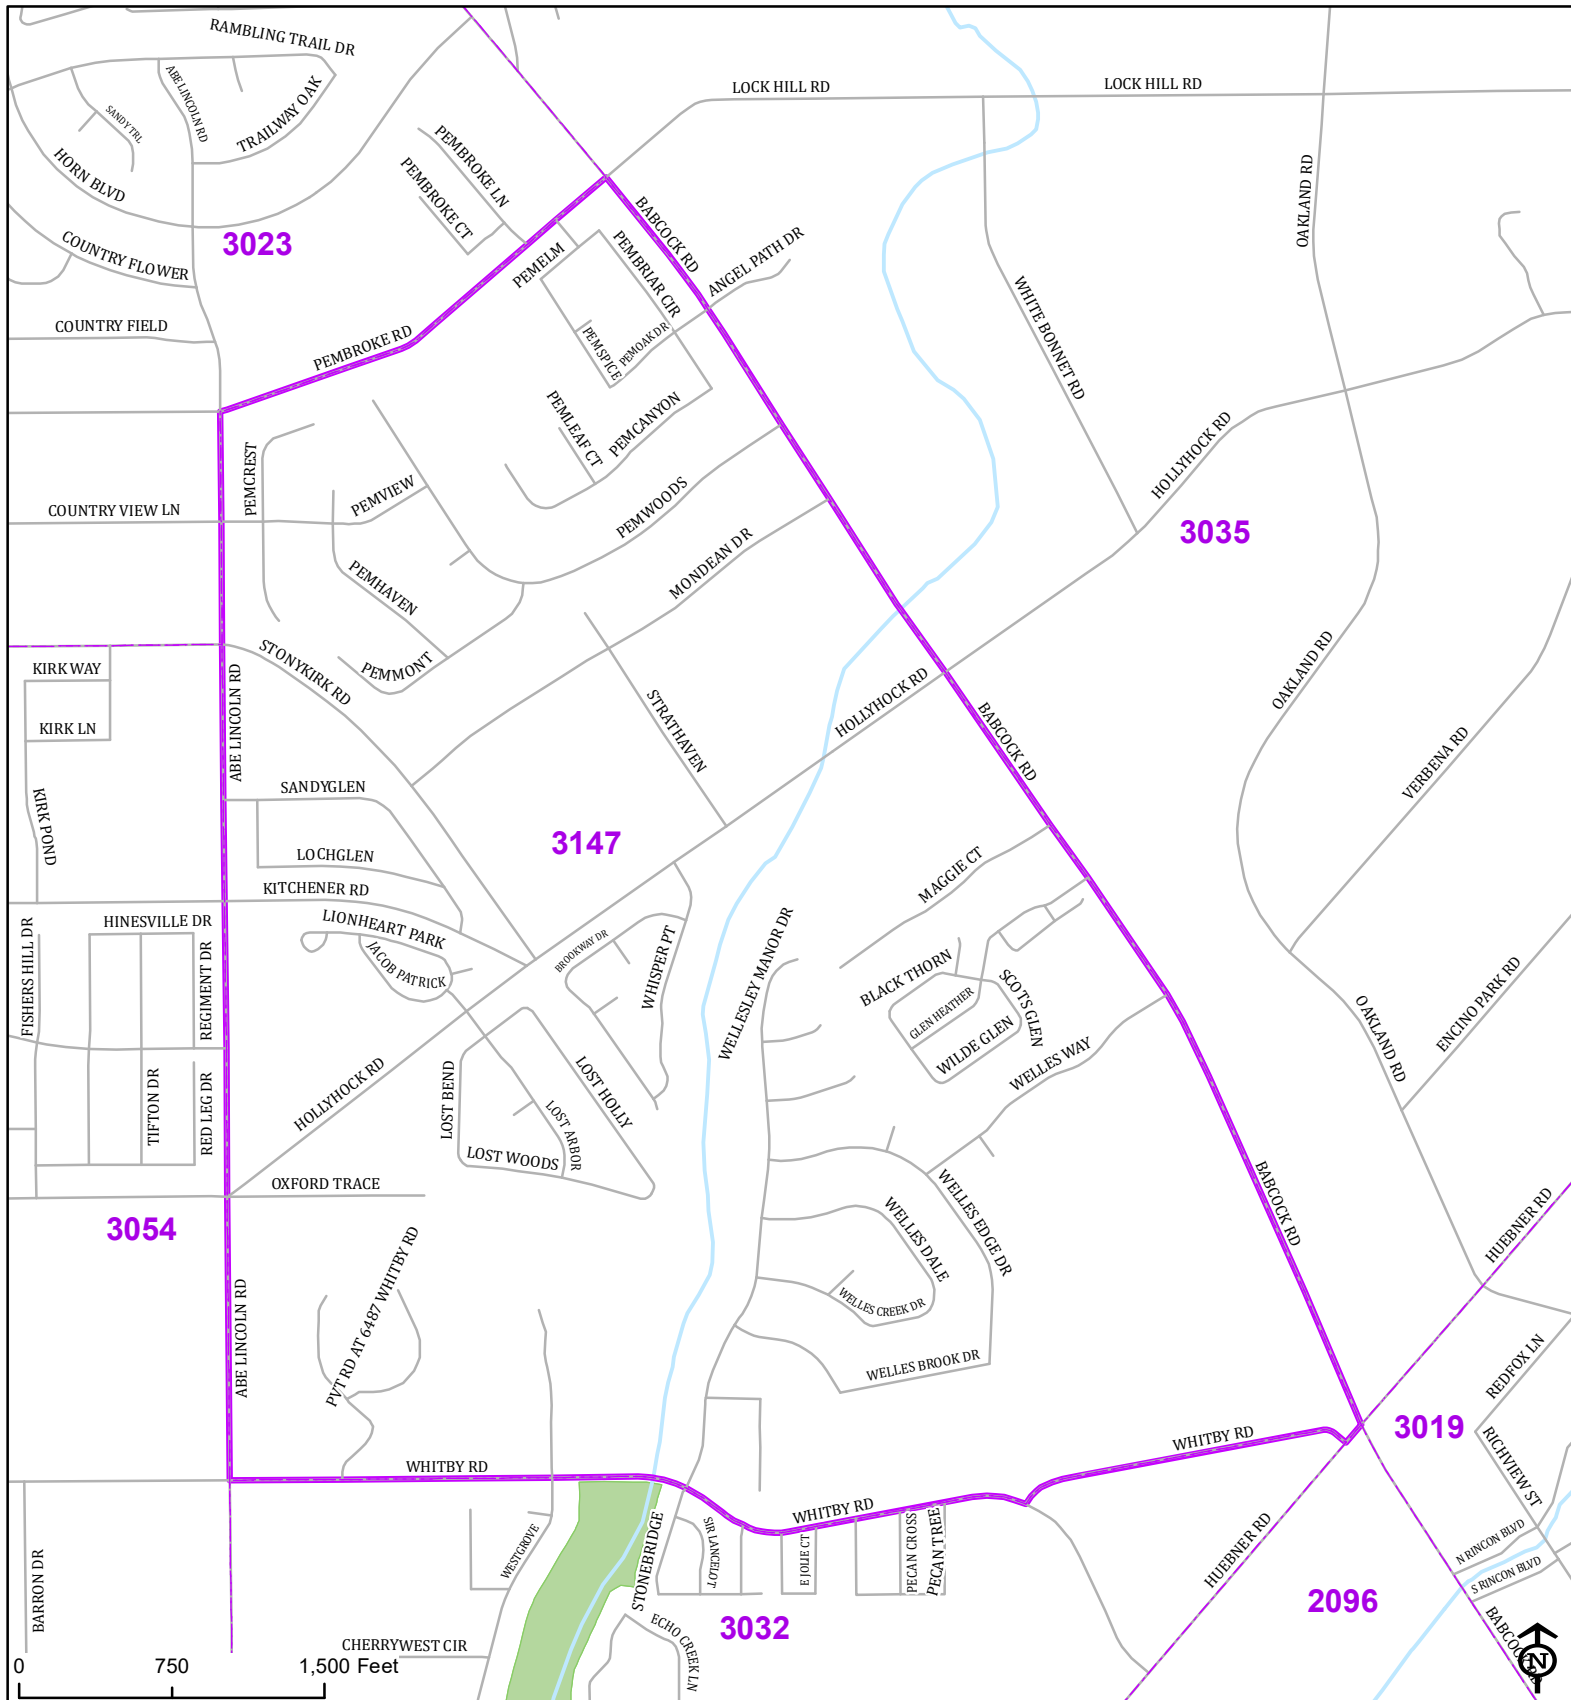 RAMBLING TRAIL DR
ABE LINCOLN RD
SANDY TRL
TRAILWAY OAK
HORN BLVD
LOCK HILL RD
LOCK HILL RD
PEMBROKE LN
PEMBROKE CT
OAKLAND RD
BABCOCK RD
3023
COUNTRY FLOWER
PEMELM
PEMBRIAR CIR
ANGEL PATH DR
COUNTRY FIELD
PEMBROKE RD
PEMSPICE
PEMOAK DR
WHITE BONNET RD
PEMLEAF CT
PEMCANYON
HOLLYHOCK RD
PEMCREST
PEMVIEW
COUNTRY VIEW LN
PEMWOODS
3035
MONDEAN DR
PEMHAVEN
STONYKIRK RD
PEMMONT
KIRK WAY
KIRK LN
ABE LINCOLN RD
STRATHAVEN
HOLLYHOCK RD
BABCOCK RD
OAKLAND RD
VERBENA RD
KIRK POND
SANDYGLEN
3147
LOCHGLEN
KITCHENER RD
MAGGIE CT
HINESVILLE DR
LIONHEART PARK
FISHERS HILL DR
REGIMENT DR
JACOB PATRICK
BROOKWAY DR
WHISPER PT
WELLESLEY MANOR DR
BLACK THORN
GLEN HEATHER
SCOTS GLEN
WILDE GLEN
WELLES WAY
OAKLAND RD
ENCINO PARK RD
TIFTON DR
RED LEG DR
HOLLYHOCK RD
LOST BEND
LOST HOLLY
LOST ARBOR
LOST WOODS
OXFORD TRACE
3054
WELLES EDGE DR
WELLES DALE
WELLES CREEK DR
BABCOCK RD
HUEBNER RD
PVT RD AT 6487 WHITBY RD
ABE LINCOLN RD
WELLES BROOK DR
REDFOX LN
3019
WHITBY RD
WHITBY RD
WHITBY RD
RICHVIEW ST
WESTGROVE
STONEBRIDGE
SIR LANCELOT
E JOLIE CT
PECAN CROSS
PECAN TREE
HUEBNER RD
N RINCON BLVD
S RINCON BLVD
BARRON DR
2096
3032
ECHO CREEK LN
CHERRYWEST CIR
BABCOCK RD
0 750 1,500 Feet
N